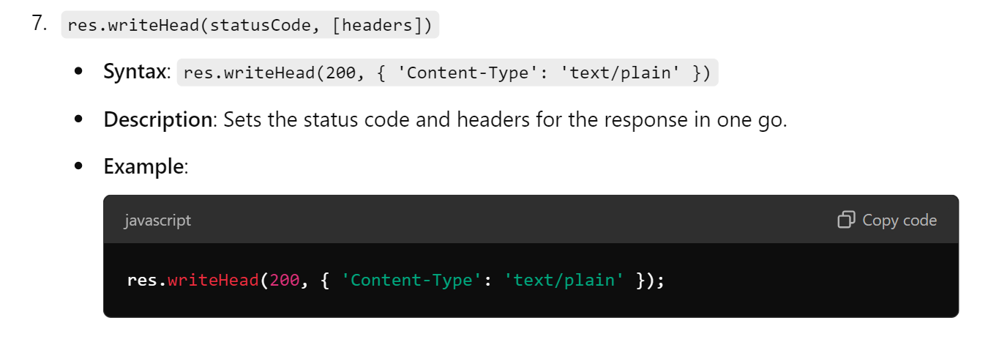 7. res.writeHead(statusCode, [headers])
• Syntax: res.writeHead(200, { 'Content-Type': 'text/plain' })
• Description: Sets the status code and headers for the response in one go.
• Example:
javascript Copy code
res.writeHead(200, { 'Content-Type': 'text/plain' });